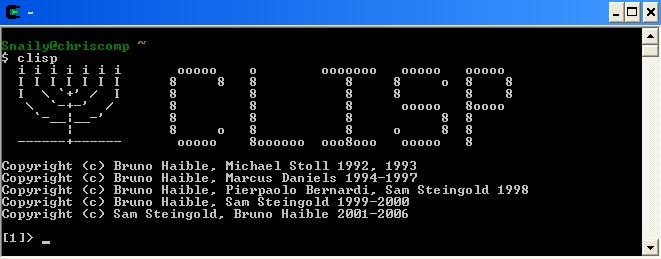 ~
Snaily@chriscomp ~
$ clisp
  i i i i i i i       ooooo    o        ooooooo   ooooo   ooooo
  I I I I I I I      8     8   8           8     8     o  8    8
  I  \ `+' /  I      8         8           8     8        8    8
   \  `-+-'  /       8         8           8      ooooo   8oooo
    `-__|__-'        8         8           8           8  8
        |            8     o   8           8     o     8  8
  ------+------       ooooo    8oooooo  ooo8ooo   ooooo   8
Copyright (c) Bruno Haible, Michael Stoll 1992, 1993
Copyright (c) Bruno Haible, Marcus Daniels 1994-1997
Copyright (c) Bruno Haible, Pierpaolo Bernardi, Sam Steingold 1998
Copyright (c) Bruno Haible, Sam Steingold 1999-2000
Copyright (c) Sam Steingold, Bruno Haible 2001-2006
[1]> _